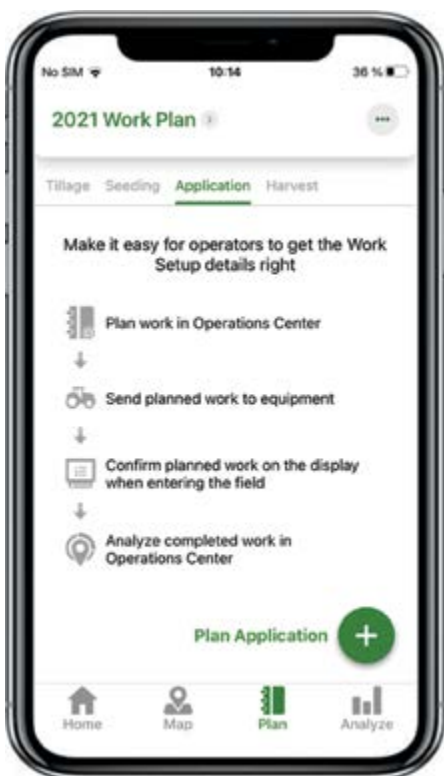 No SIM 10:14 36 %
2021 Work Plan
Tillage Seeding Application Harvest
Make it easy for operators to get the Work
Setup details right
Plan work in Operations Center
Send planned work to equipment
Confirm planned work on the display
when entering the field
Analyze completed work in
Operations Center
Plan Application +
Home Map Plan Analyze